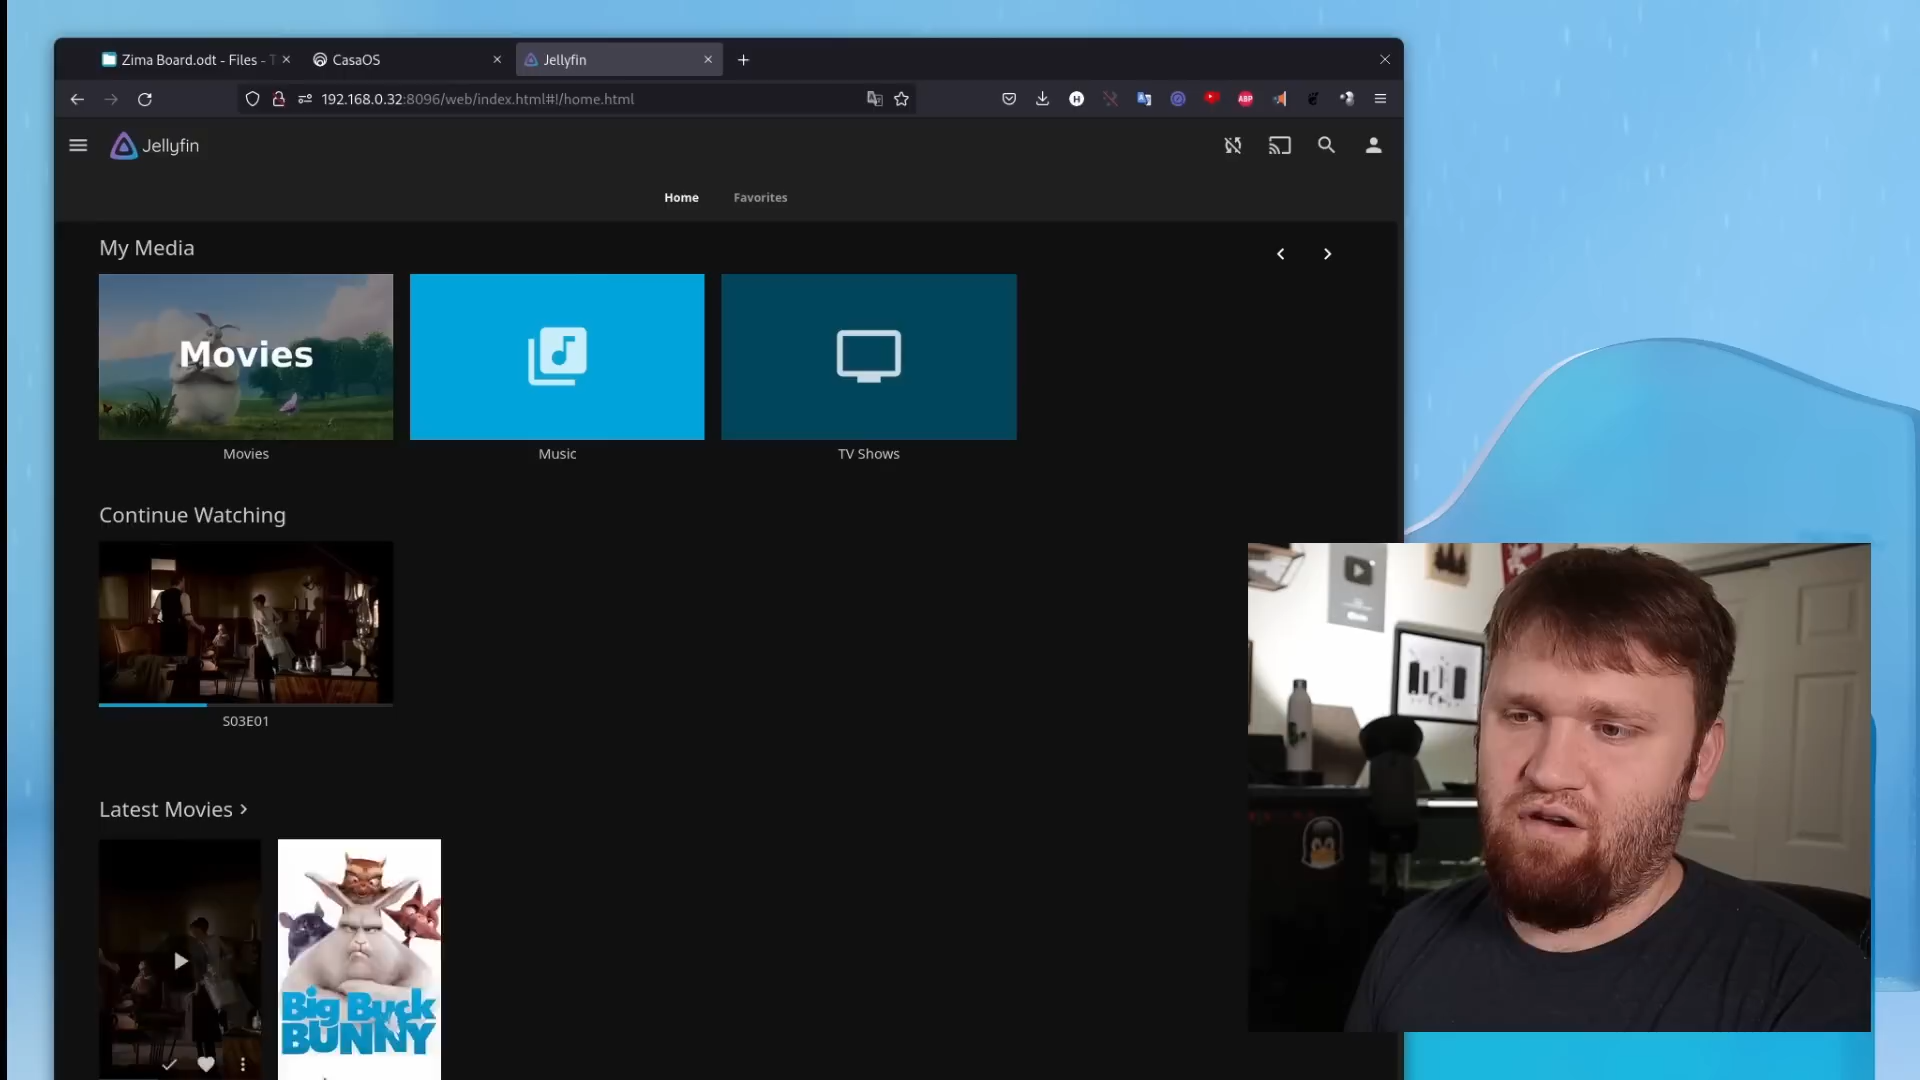 Zima Board.odt - Files - T
CasaOS
Jellyfin
192.168.0.32:8096/web/index.html#!/home.html
H
ABP
Jellyfin
Home
Favorites
My Media
Movies
Movies
Music
TV Shows
Continue Watching
S03E01
Latest Movies
Big Buck
BUNNY